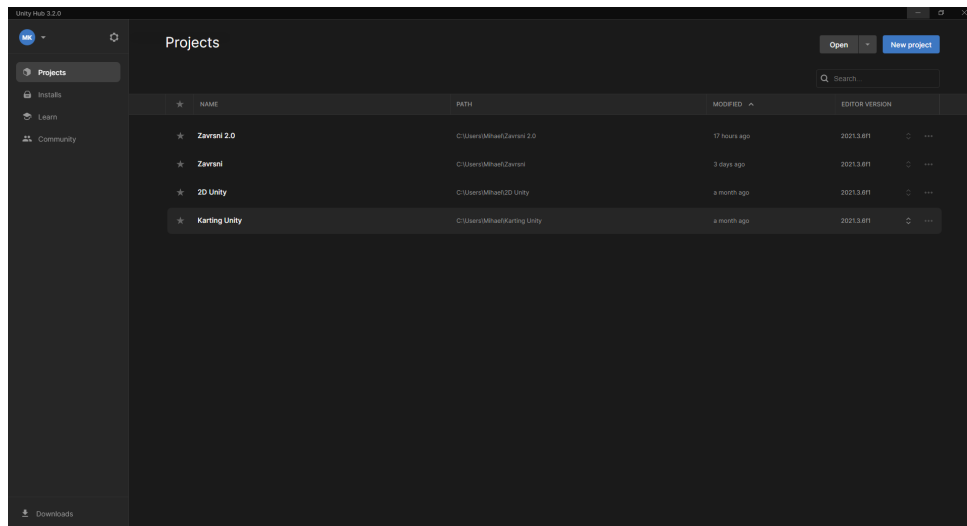 Unity Hub 3.2.0
MK
Projects
Open
New project
Projects
Search...
Installs
NAME PATH MODIFIED EDITOR VERSION
Learn
Community
Zavrsni 2.0 C:\Users\Mihael\Zavrsni 2.0 17 hours ago 2021.3.6f1
Zavrsni C:\Users\Mihael\Zavrsni 3 days ago 2021.3.6f1
2D Unity C:\Users\Mihael\2D Unity a month ago 2021.3.6f1
Karting Unity C:\Users\Mihael\Karting Unity a month ago 2021.3.6f1
Downloads